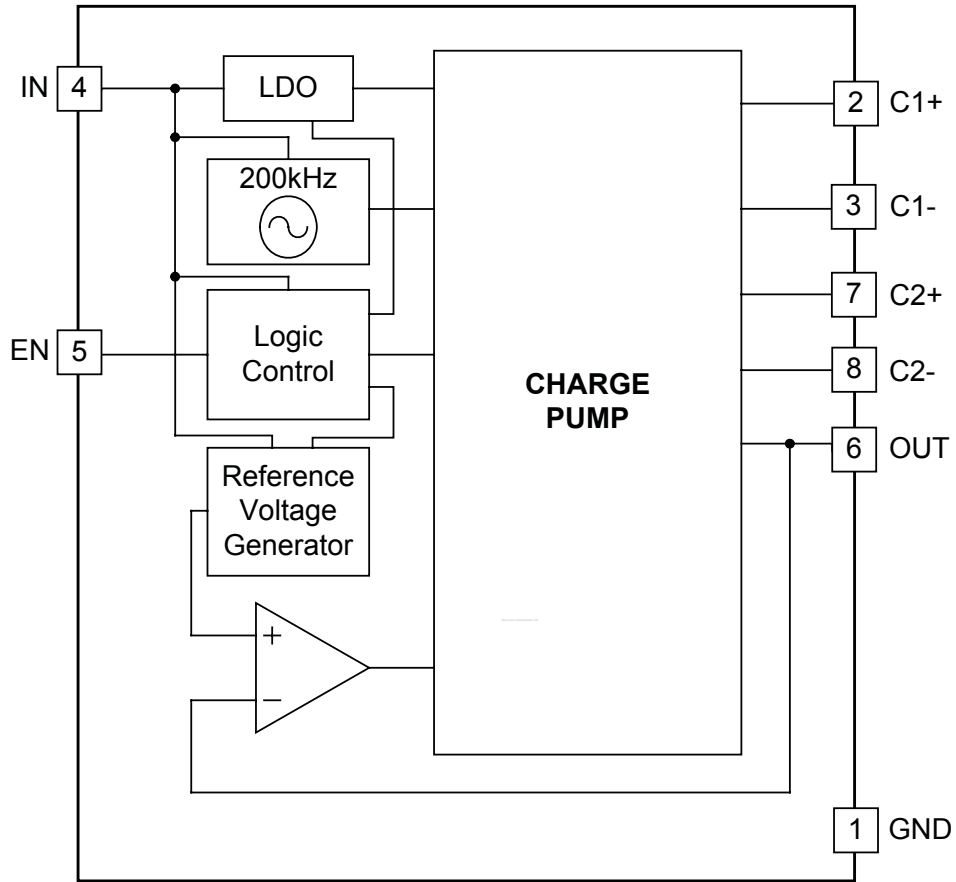 IN 4
LDO
2 C1+
200kHz
3 C1-
7 C2+
EN 5
Logic
Control
8 C2-
CHARGE
PUMP
6 OUT
Reference
Voltage
Generator
+
−
1 GND